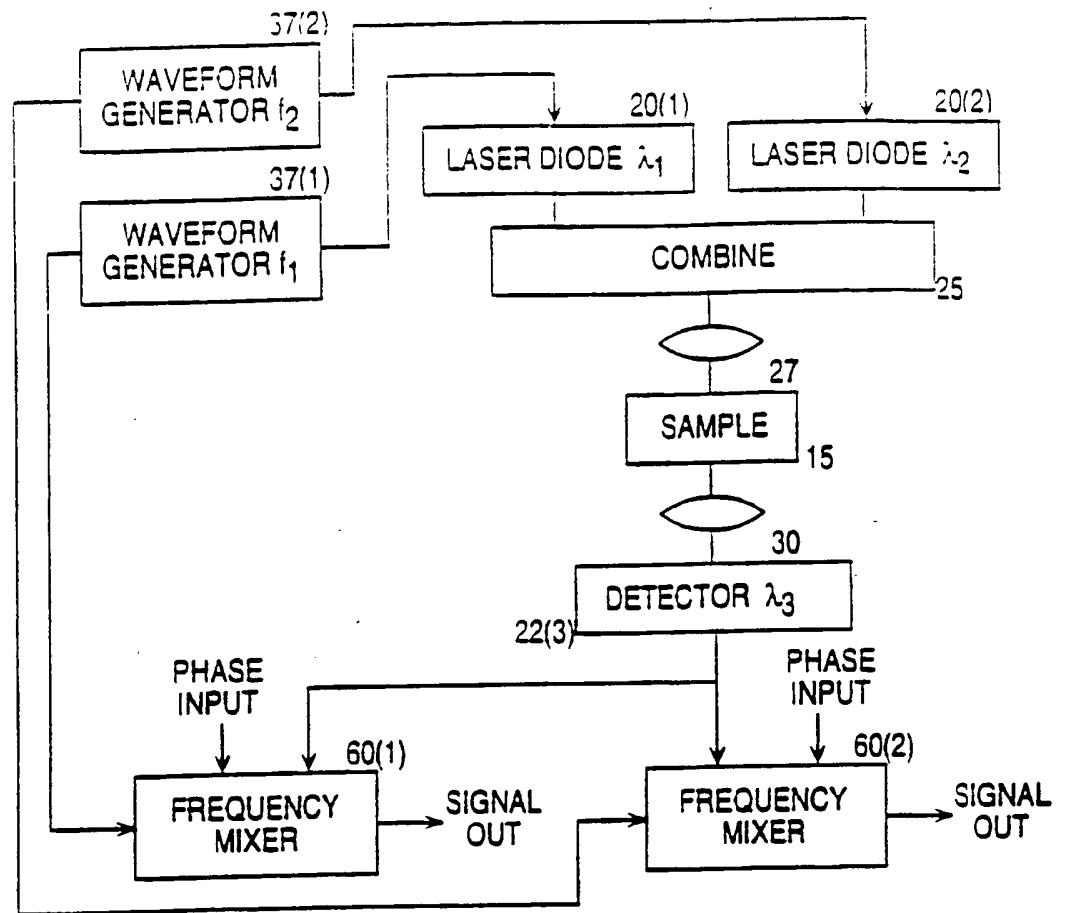 37(2)
WAVEFORM
GENERATOR f2
20(1)
20(2)
LASER DIODE λ1
LASER DIODE λ2
37(1)
WAVEFORM
GENERATOR f1
COMBINE
25
27
SAMPLE
15
30
DETECTOR λ3
22(3)
PHASE
INPUT
PHASE
INPUT
60(1)
60(2)
FREQUENCY
MIXER
SIGNAL
OUT
FREQUENCY
MIXER
SIGNAL
OUT